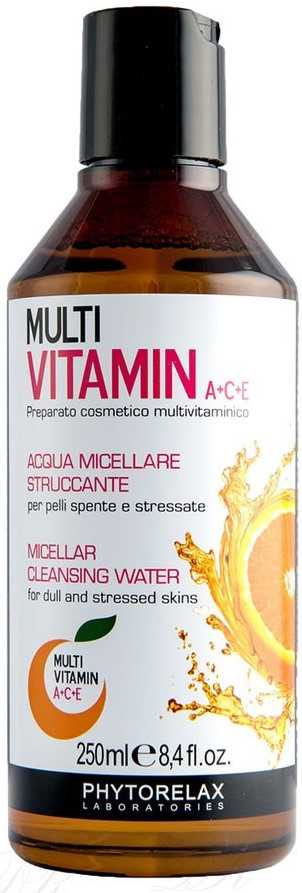 MULTI
VITAMIN A+C+E
Preparato cosmetico multivitaminico
ACQUA MICELLARE
STRUCCANTE
per pelli spente e stressate
MICELLAR
CLEANSING WATER
for dull and stressed skins
MULTI
VITAMIN
A+C+E
250ml ℮ 8,4 fl.oz.
PHYTORELAX
LABORATORIES